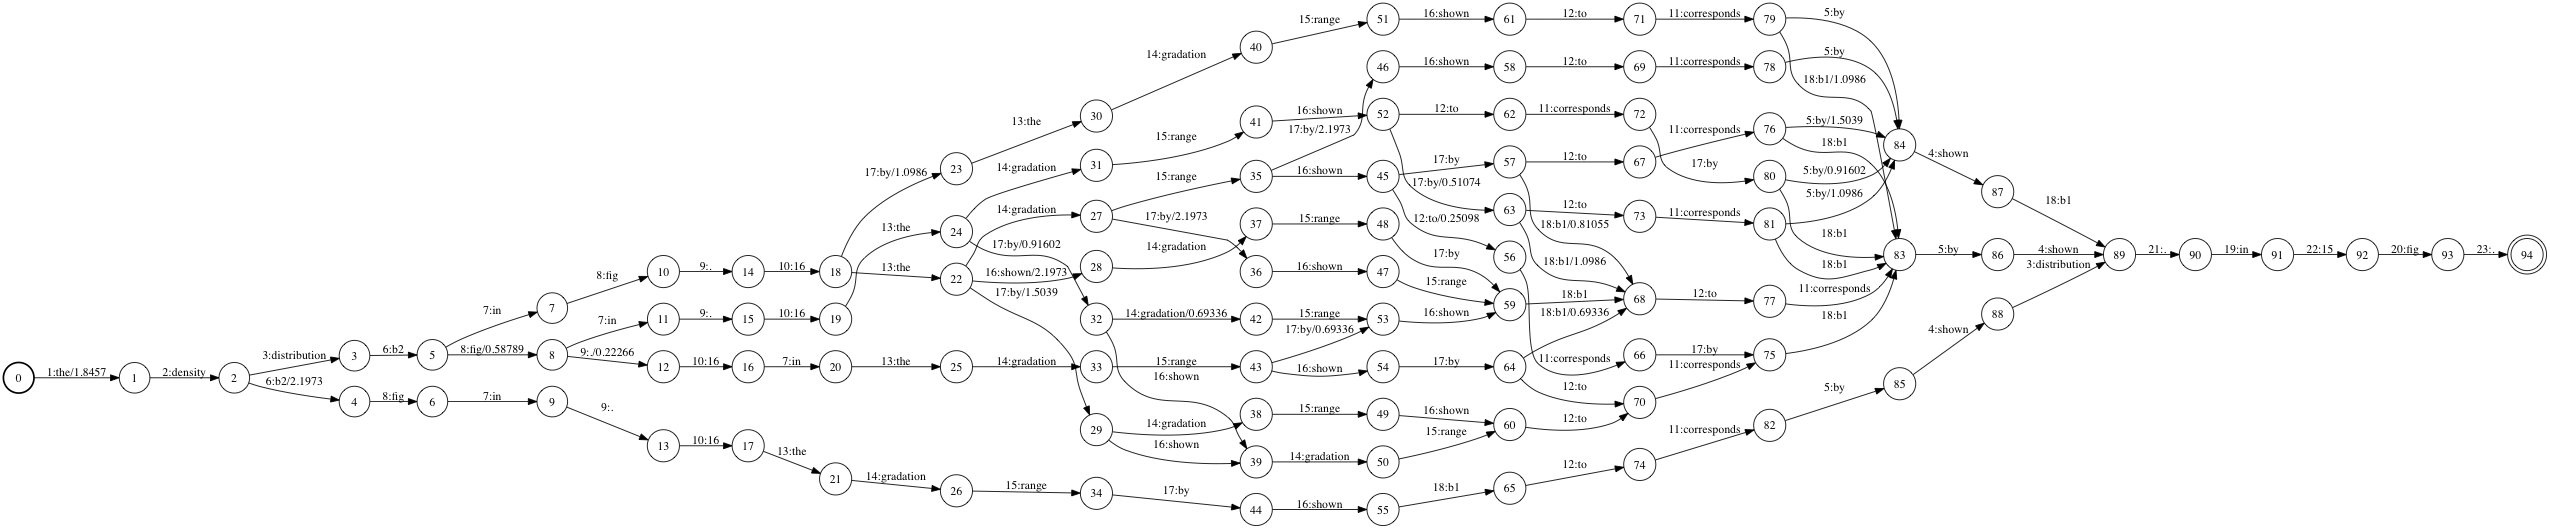 51 16:shown 61 12:to 71 11:corresponds 79 5:by
15:range
40
14:gradation
46 16:shown 58 12:to 69 11:corresponds 78 5:by
18:b1/1.0986
30
13:the
41 16:shown 52 12:to 62 11:corresponds 72
15:range 17:by/2.1973
11:corresponds 76 5:by/1.5039 84 4:shown
18:b1
23 17:by/1.0986
31 14:gradation
35 16:shown 45 17:by 57 12:to 67 17:by 80 5:by/0.91602 87
15:range 17:by/0.51074 5:by/1.0986
18:b1
27 14:gradation 17:by/2.1973
37 15:range 48 12:to/0.25098 63 12:to 73 11:corresponds 81
18:b1/0.81055 18:b1
24 13:the
17:by/0.91602
28 14:gradation 17:by 56 18:b1/1.0986 18:b1
83 5:by 86 4:shown 89 21:. 90 19:in 91 22:15 92 20:fig 93 23:. 94
3:distribution
7 8:fig 10 9:. 14 10:16 18 13:the 22 16:shown/2.1973
17:by/1.5039
36 16:shown 47 15:range 59 18:b1 68 12:to 77 11:corresponds
7:in
11 9:. 15 10:16 19
7:in
32 14:gradation/0.69336 42 15:range 53 16:shown 18:b1/0.69336 18:b1
17:by/0.69336
88 4:shown
0 1:the/1.8457 1 2:density 2 3:distribution 3 6:b2 5 8:fig/0.58789 8 9:./0.22266 12 10:16 16 7:in 20 13:the 25 14:gradation 33 15:range 43 16:shown 54 17:by 64 11:corresponds 66 17:by 75
16:shown 11:corresponds
6:b2/2.1973 12:to
4 8:fig 6 7:in 9
9:.
29 14:gradation 38 15:range 49 16:shown 60 12:to 70
85 5:by
16:shown 15:range
13 10:16 17 13:the
39 14:gradation 50
82 11:corresponds
21 14:gradation 26 15:range 34 17:by 44 16:shown 55 18:b1 65 12:to 74